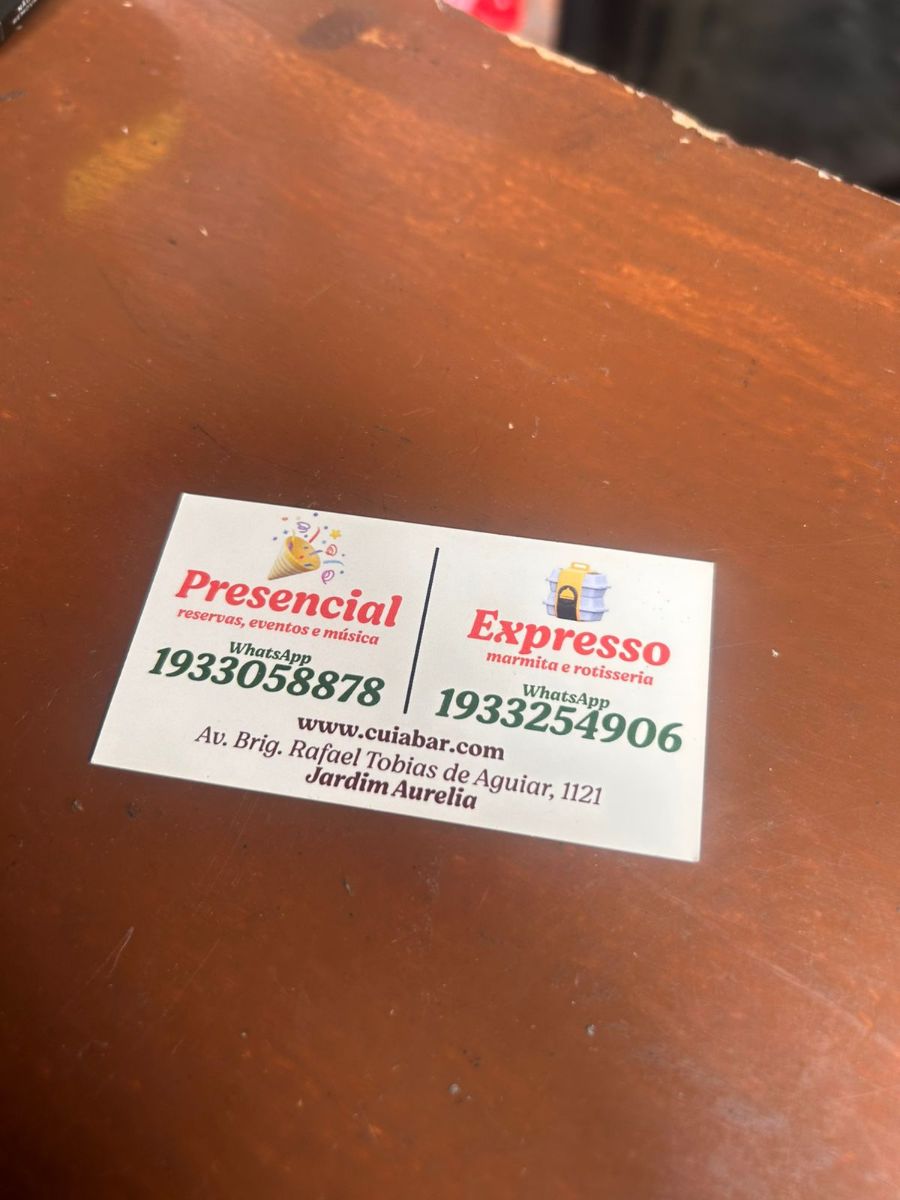 Presencial
reservas, eventos e música
WhatsApp
1933058878
Expresso
marmita e rotisseria
WhatsApp
1933254906
www.cuiabar.com
Av. Brig. Rafael Tobias de Aguiar, 1121
Jardim Aurelia